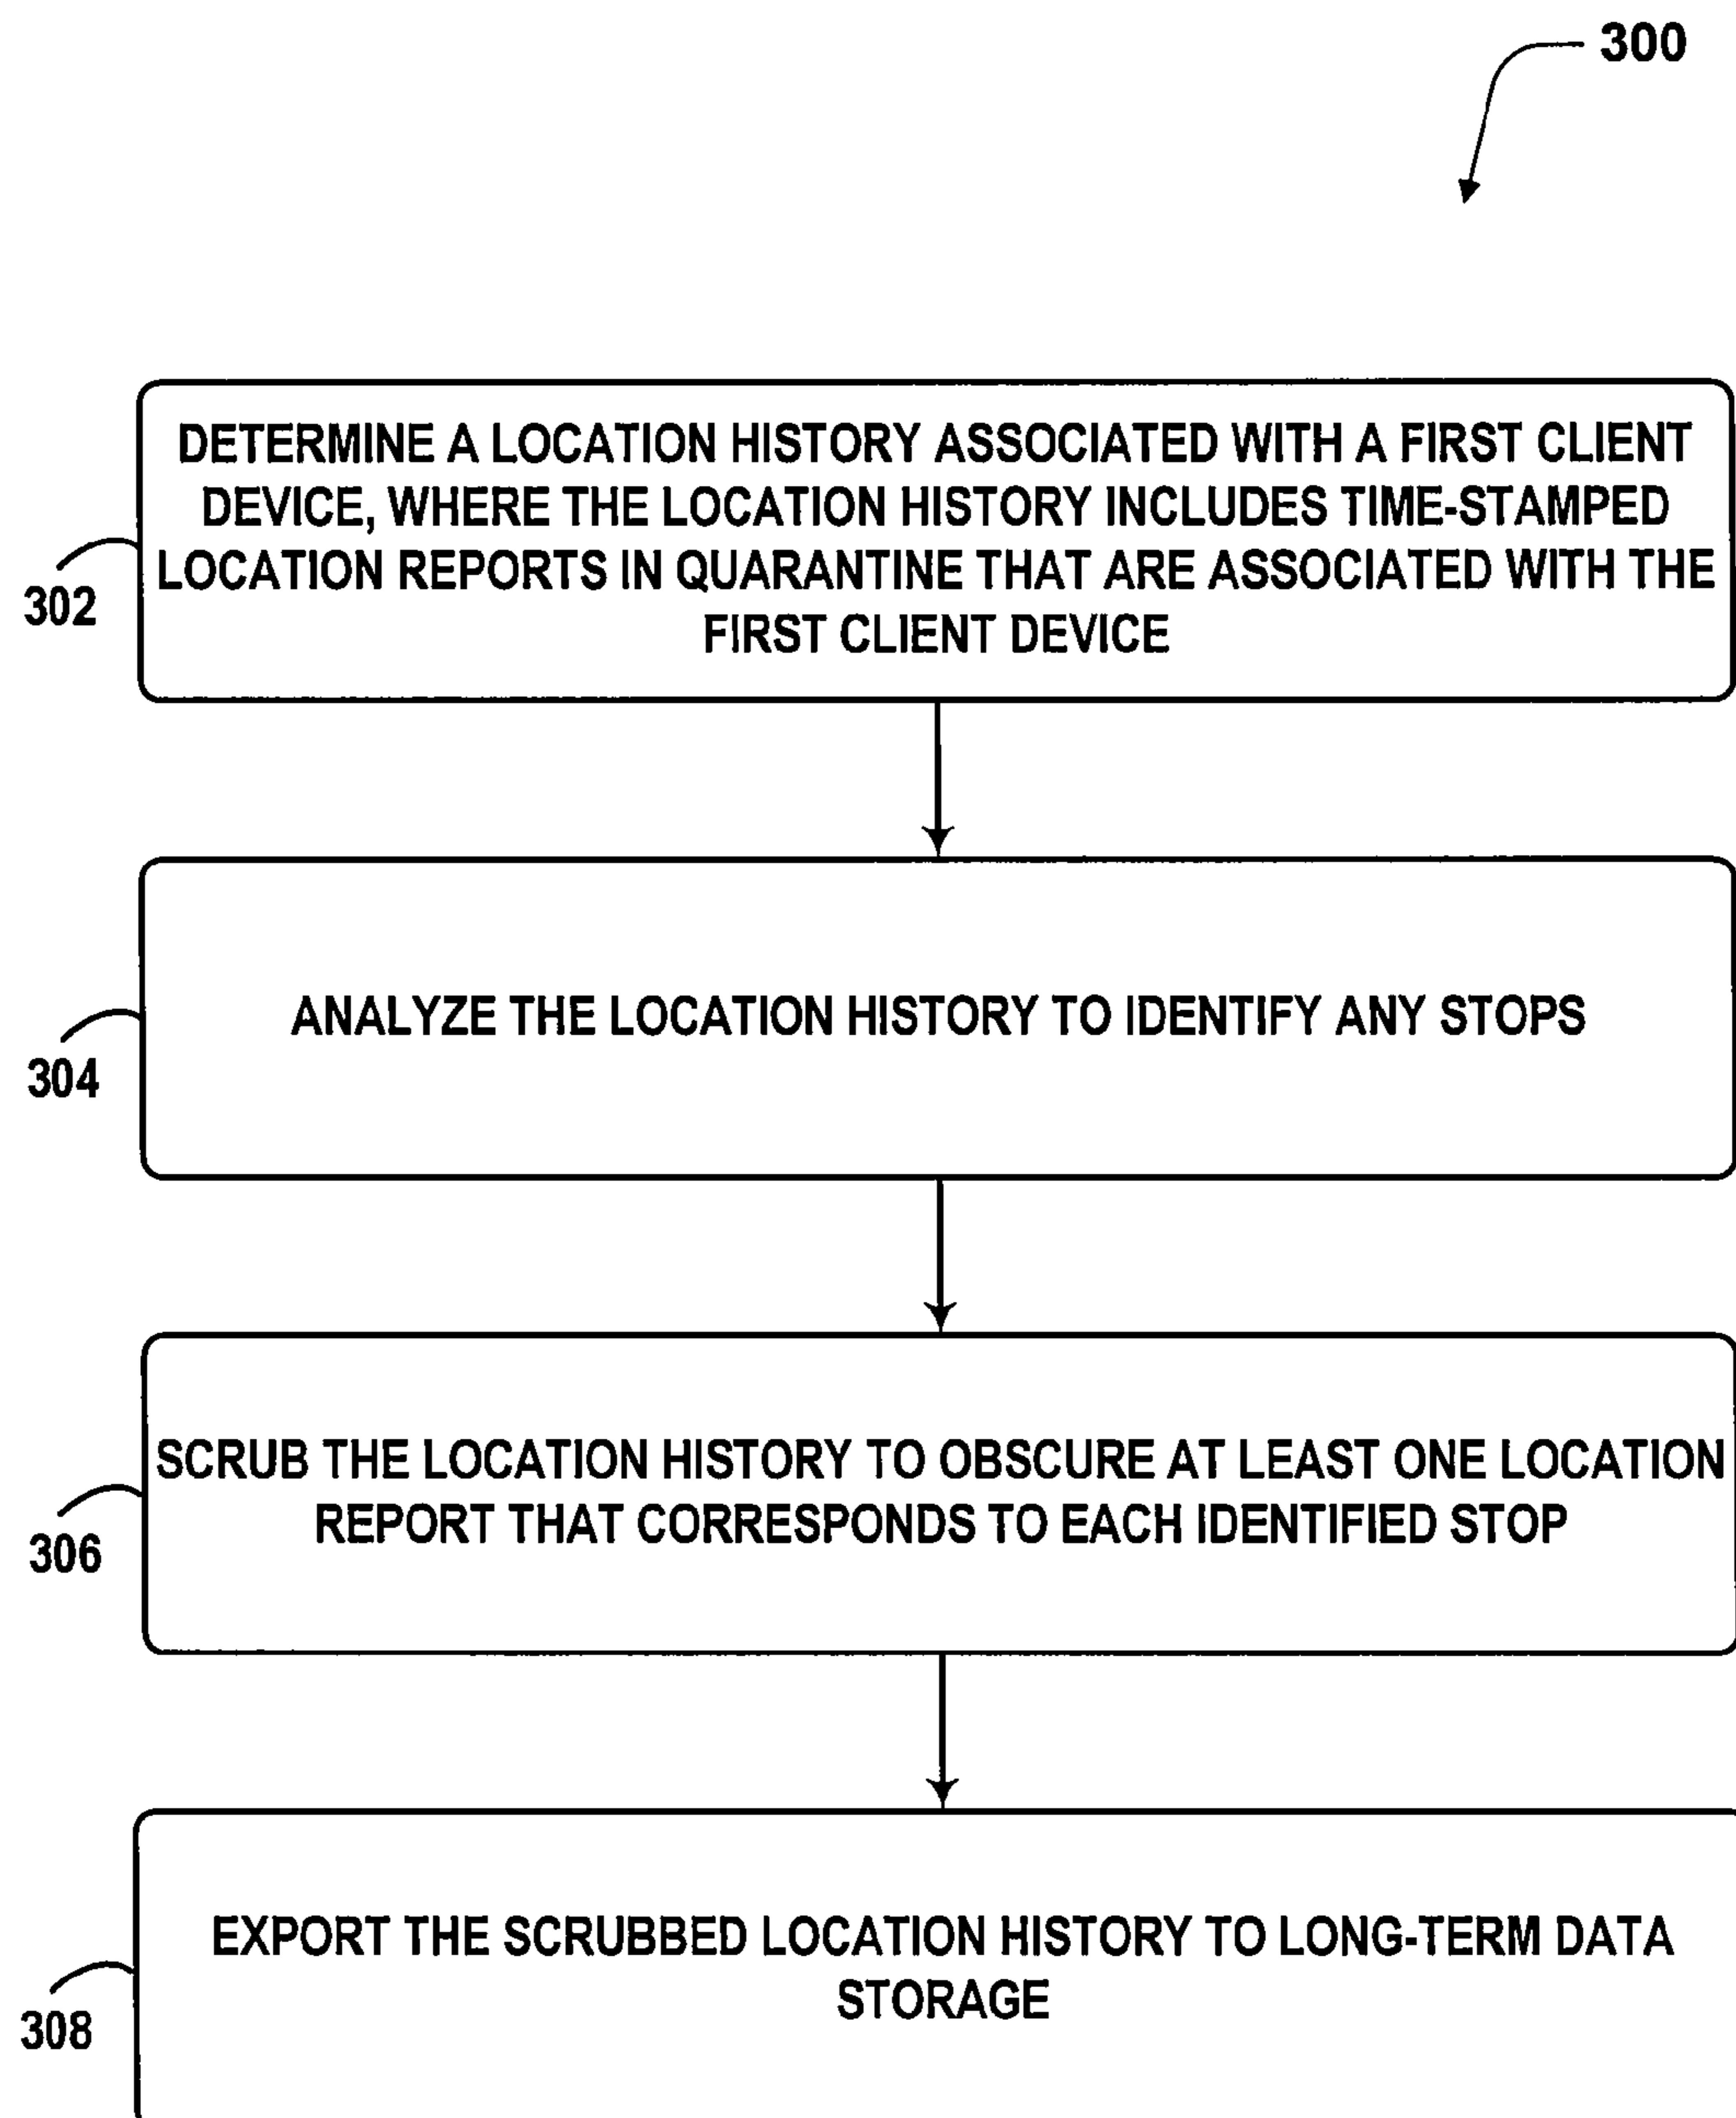 300
DETERMINE A LOCATION HISTORY ASSOCIATED WITH A FIRST CLIENT
DEVICE, WHERE THE LOCATION HISTORY INCLUDES TIME-STAMPED
LOCATION REPORTS IN QUARANTINE THAT ARE ASSOCIATED WITH THE
FIRST CLIENT DEVICE
302
ANALYZE THE LOCATION HISTORY TO IDENTIFY ANY STOPS
304
SCRUB THE LOCATION HISTORY TO OBSCURE AT LEAST ONE LOCATION
REPORT THAT CORRESPONDS TO EACH IDENTIFIED STOP
306
EXPORT THE SCRUBBED LOCATION HISTORY TO LONG-TERM DATA
STORAGE
308